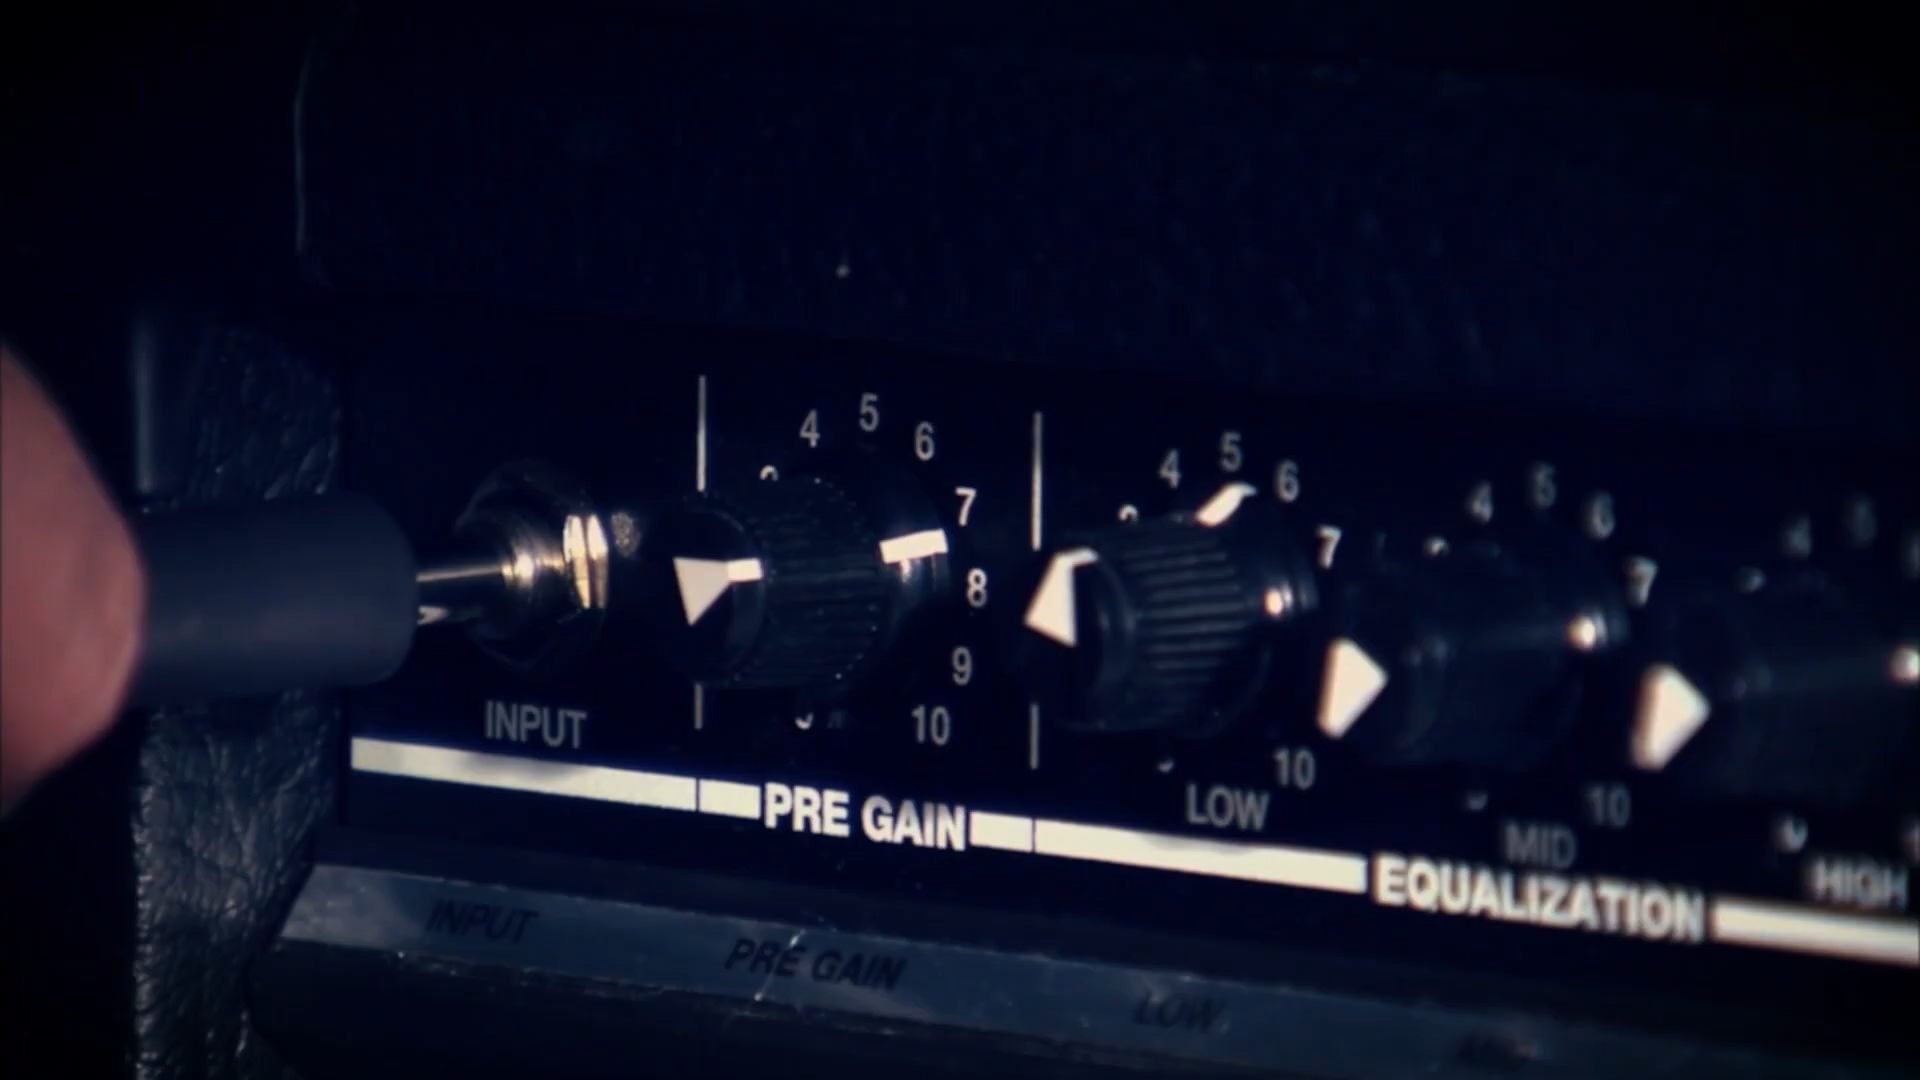 4 5 6 7 8 9 10
4 5 6 7 10
4 5 6 7 10
4
INPUT
LOW
MID
HIGH
PRE GAIN
EQUALIZATION
INPUT
PRE GAIN
LOW